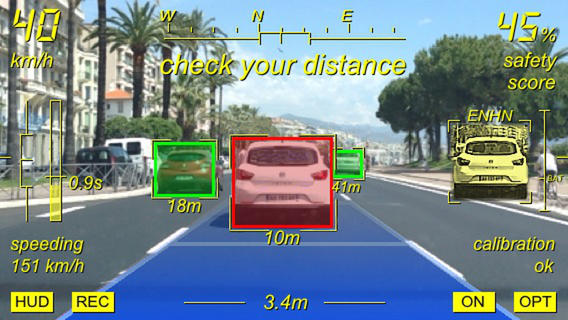 40
km/h
W N E
45%
safety
score
check your distance
ENHN
0.9s
18m
41m
10m
BAT
speeding
151 km/h
calibration
ok
HUD
REC
3.4m
ON
OPT